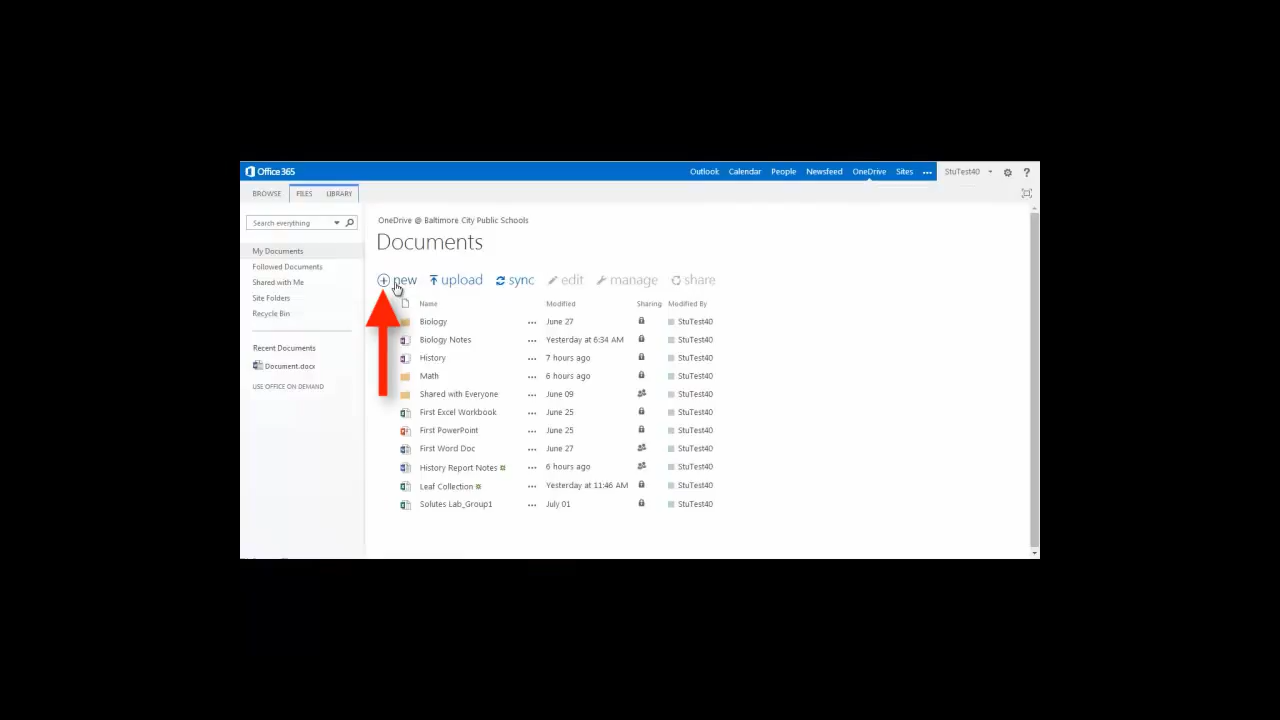 Office 365
Outlook Calendar People Newsfeed OneDrive Sites ••• StuTest40 ?
BROWSE FILES LIBRARY
Search everything
My Documents
Followed Documents
Shared with Me
Site Folders
Recycle Bin
Recent Documents
Document.docx
USE OFFICE ON DEMAND
OneDrive @ Baltimore City Public Schools
Documents
new upload sync edit manage share
Name Modified Sharing Modified By
Biology ••• June 27 StuTest40
Biology Notes ••• Yesterday at 6:34 AM StuTest40
History ••• 7 hours ago StuTest40
Math ••• 6 hours ago StuTest40
Shared with Everyone ••• June 09 StuTest40
First Excel Workbook ••• June 25 StuTest40
First PowerPoint ••• June 25 StuTest40
First Word Doc ••• June 27 StuTest40
History Report Notes ••• 6 hours ago StuTest40
Leaf Collection ••• Yesterday at 11:46 AM StuTest40
Solutes Lab_Group1 ••• July 01 StuTest40